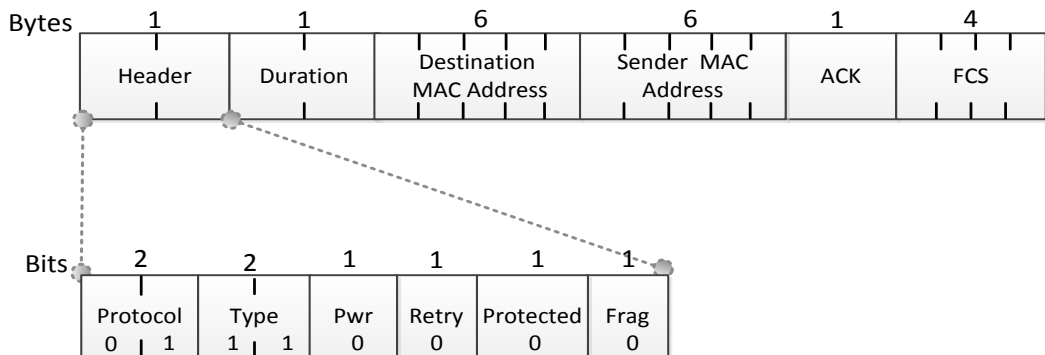 Bytes 1 1 6 6 1 4
Header Duration Destination MAC Address Sender MAC Address ACK FCS
Bits 2 2 1 1 1 1
Protocol Type Pwr Retry Protected Frag
0 1 1 1 0 0 0 0